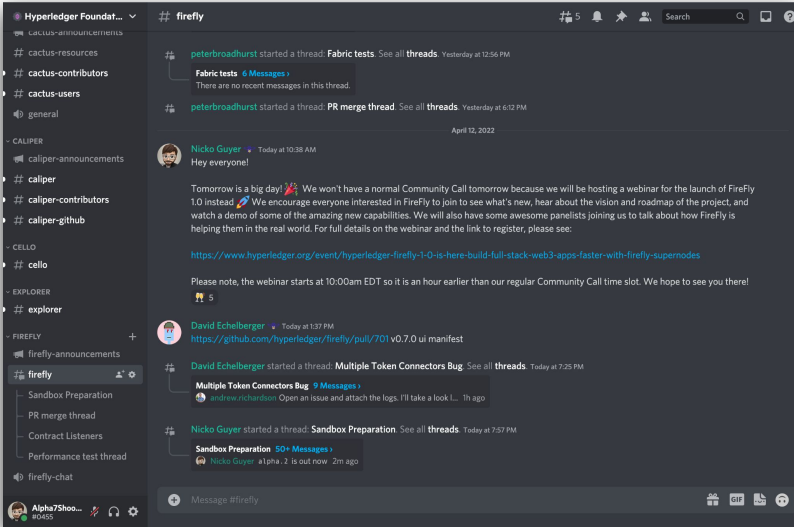 Hyperledger Foundat...
cactus-announcements
# cactus-resources
# cactus-contributors
# cactus-users
general
CALIPER
caliper-announcements
# caliper
# caliper-contributors
# caliper-github
CELLO
# cello
EXPLORER
# explorer
FIREFLY +
firefly-announcements
firefly
Sandbox Preparation
PR merge thread
Contract Listeners
Performance test thread
firefly-chat
Alpha7Shoo...
#0455
firefly
5
Search
peterbroadhurst started a thread: Fabric tests. See all threads. Yesterday at 12:56 PM
Fabric tests 6 Messages ›
There are no recent messages in this thread.
peterbroadhurst started a thread: PR merge thread. See all threads. Yesterday at 6:12 PM
April 12, 2022
Nicko Guyer Today at 10:38 AM
Hey everyone!
Tomorrow is a big day! 🎉 We won't have a normal Community Call tomorrow because we will be hosting a webinar for the launch of FireFly
1.0 instead 🚀 We encourage everyone interested in FireFly to join to see what's new, hear about the vision and roadmap of the project, and
watch a demo of some of the amazing new capabilities. We will also have some awesome panelists joining us to talk about how FireFly is
helping them in the real world. For full details on the webinar and the link to register, please see:
https://www.hyperledger.org/event/hyperledger-firefly-1-0-is-here-build-full-stack-web3-apps-faster-with-firefly-supernodes
Please note, the webinar starts at 10:00am EDT so it is an hour earlier than our regular Community Call time slot. We hope to see you there!
🥂 5
David Echelberger Today at 1:37 PM
https://github.com/hyperledger/firefly/pull/701 v0.7.0 ui manifest
David Echelberger started a thread: Multiple Token Connectors Bug. See all threads. Today at 7:25 PM
Multiple Token Connectors Bug 9 Messages ›
andrew.richardson Open an issue and attach the logs. I'll take a look l... 1h ago
Nicko Guyer started a thread: Sandbox Preparation. See all threads. Today at 7:57 PM
Sandbox Preparation 50+ Messages ›
Nicko Guyer alpha.2 is out now 2m ago
Message #firefly
GIF